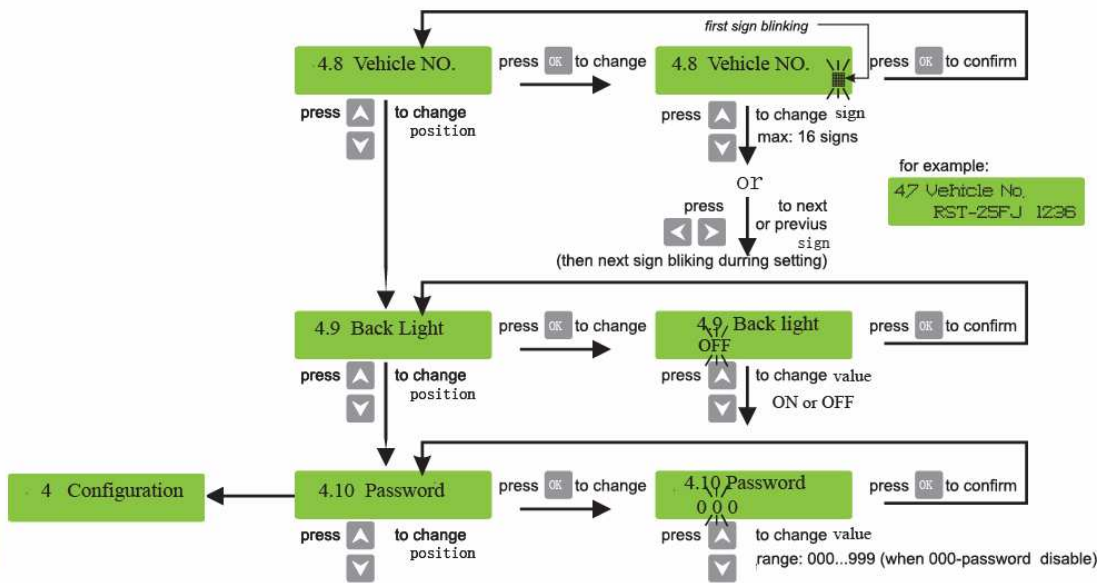 first sign blinking
4.8 Vehicle NO.
press OK to change
4.8 Vehicle NO.
press OK to confirm
press
to change
position
press
to change sign
max: 16 signs
or
press
to next
or previus
sign
(then next sign bliking durring setting)
for example:
4.7 Vehicle No.
RST-25FJ 1236
4.9 Back Light
press OK to change
4.9 Back light
OFF
press OK to confirm
press
to change
position
press
to change value
ON or OFF
4 Configuration
4.10 Password
press OK to change
4.10 Password
0 0 0
press OK to confirm
press
to change
position
press
to change value
range: 000...999 (when 000-password disable)